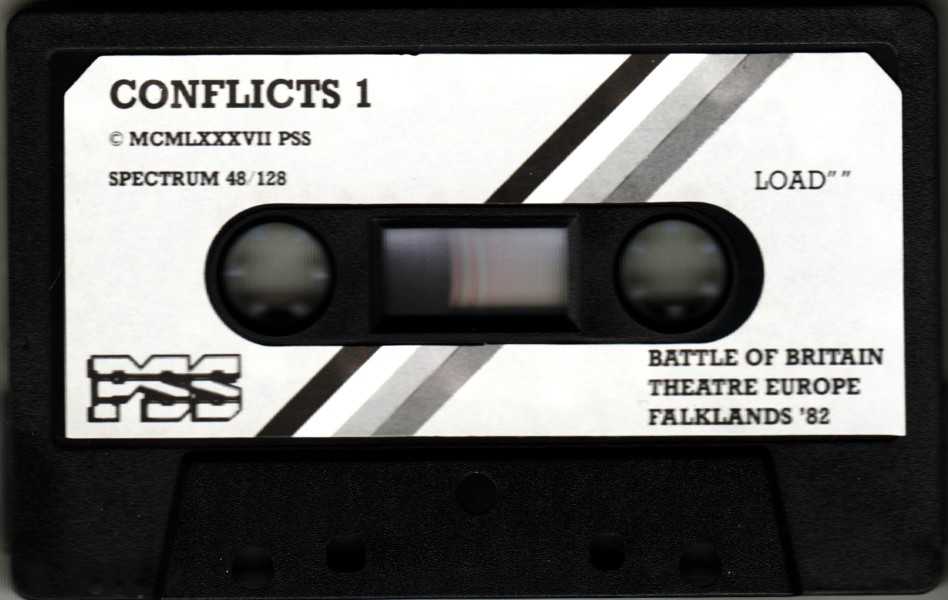 CONFLICTS 1
© MCMLXXXVII PSS
SPECTRUM 48/128
LOAD””
PSS
BATTLE OF BRITAIN
THEATRE EUROPE
FALKLANDS '82